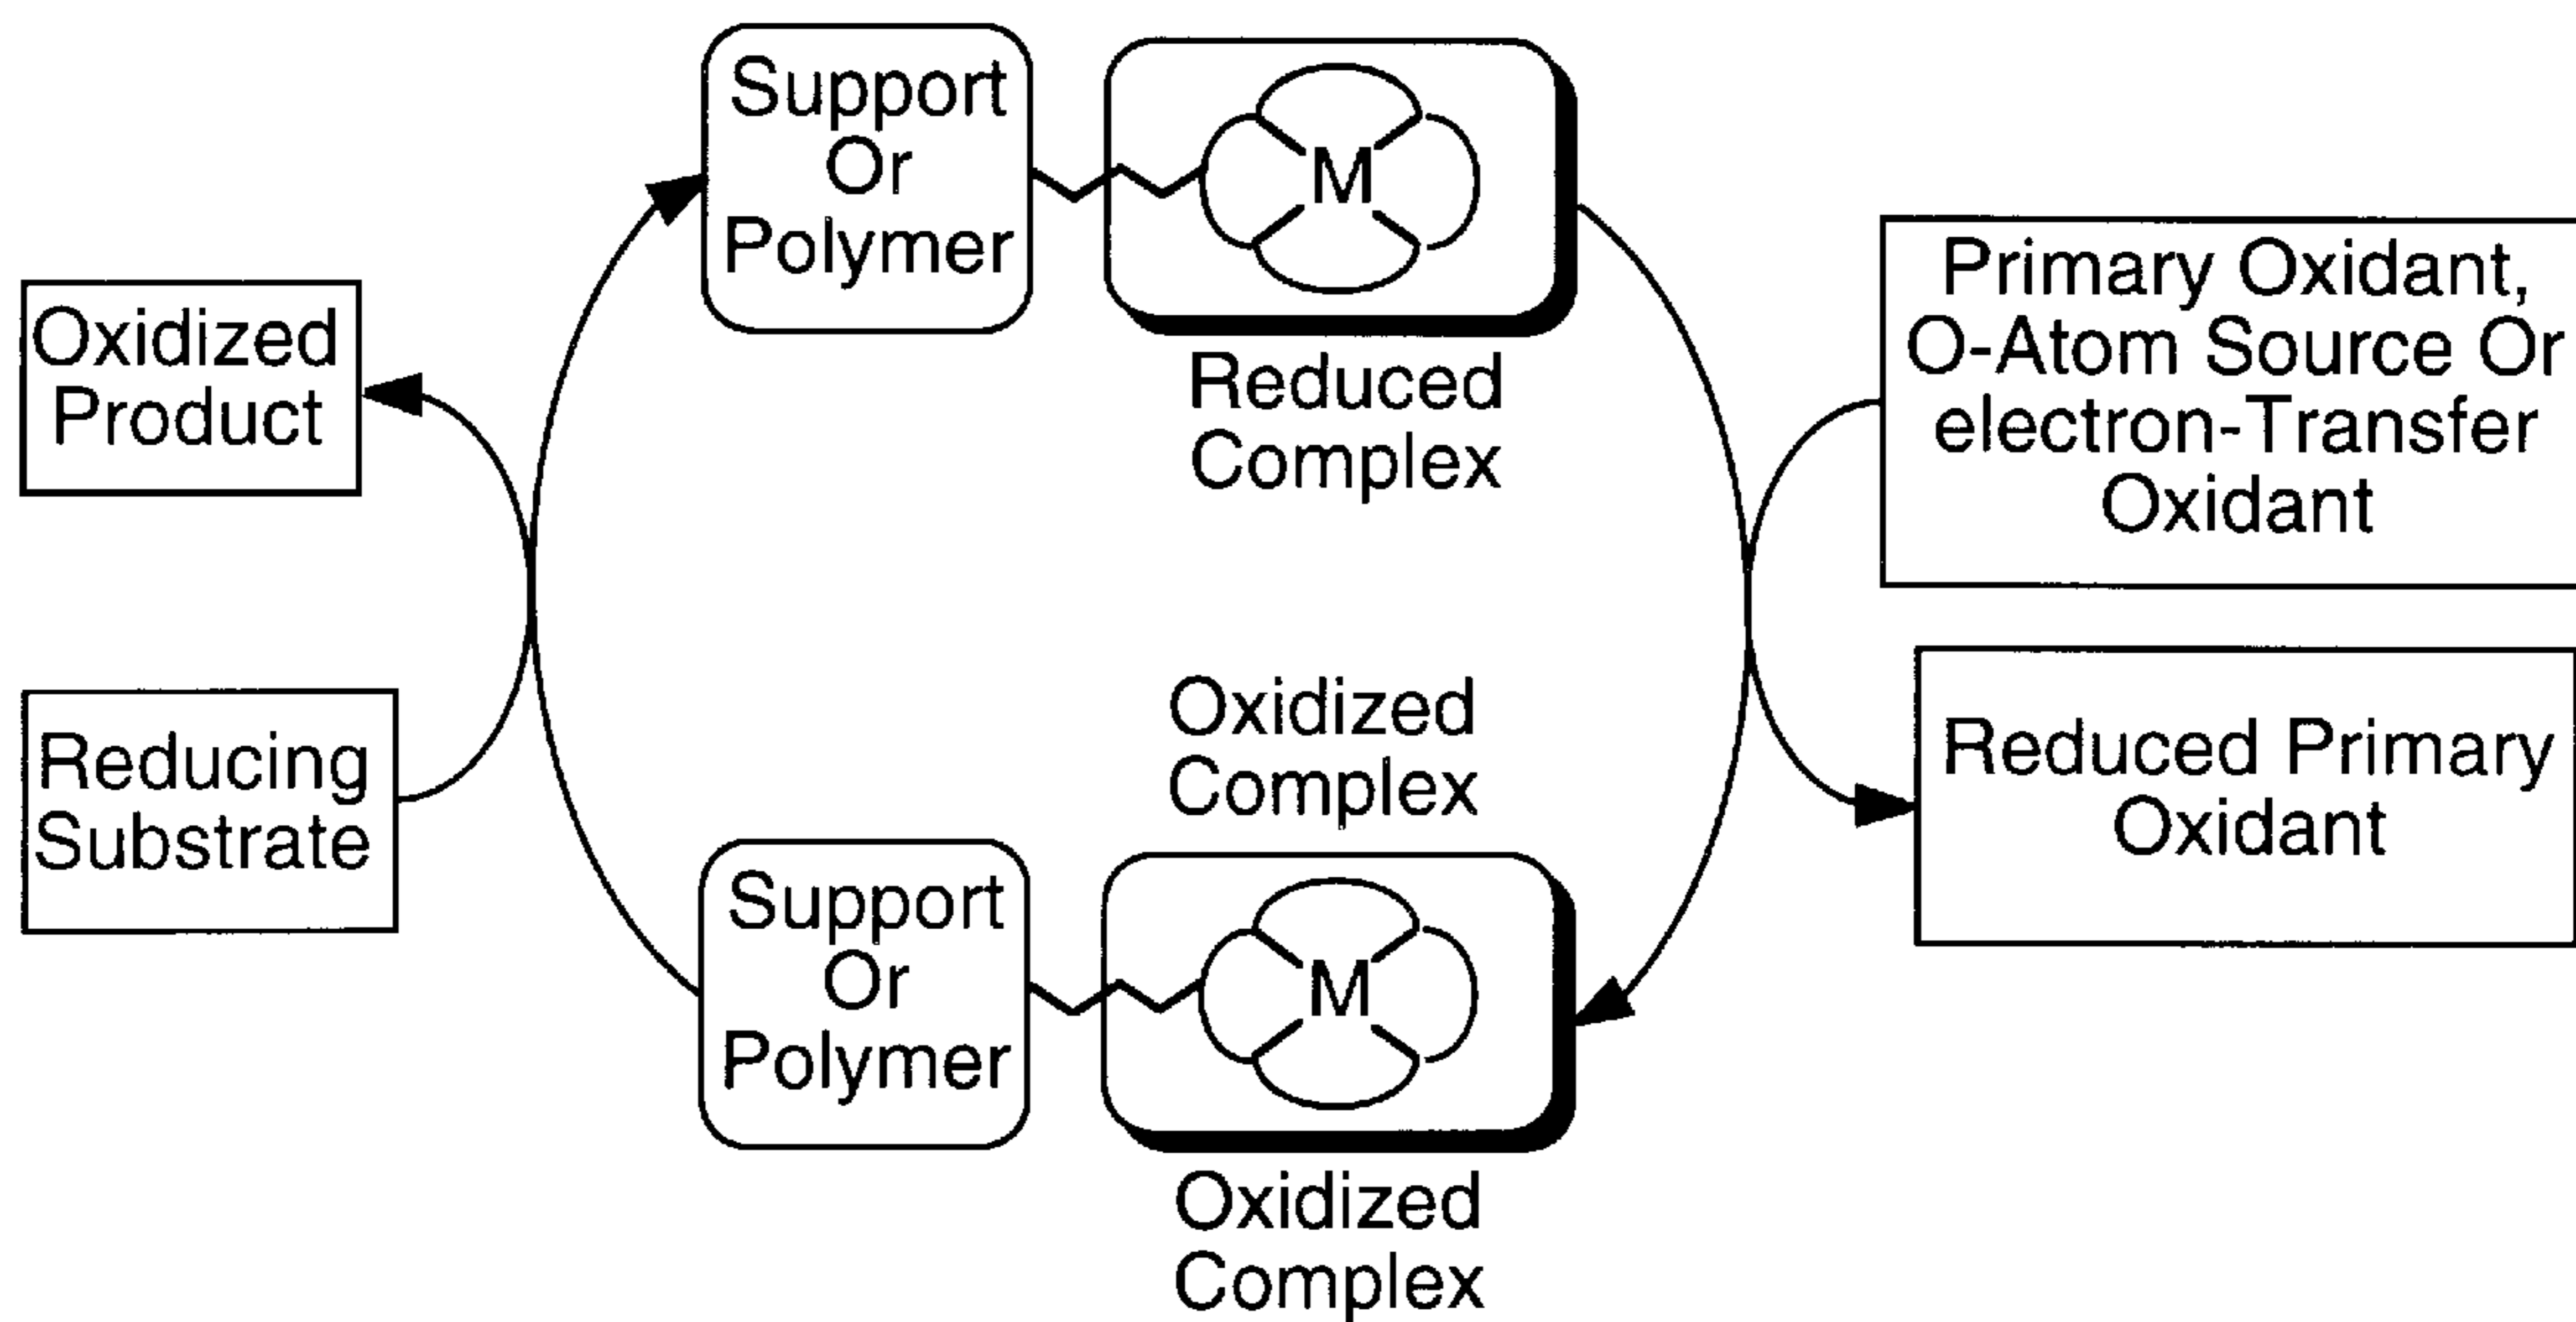 Support
Or
Polymer
M
Reduced
Complex
Oxidized
Product
Primary Oxidant,
O-Atom Source Or
electron-Transfer
Oxidant
Reducing
Substrate
Oxidized
Complex
Reduced Primary
Oxidant
Support
Or
Polymer
M
Oxidized
Complex